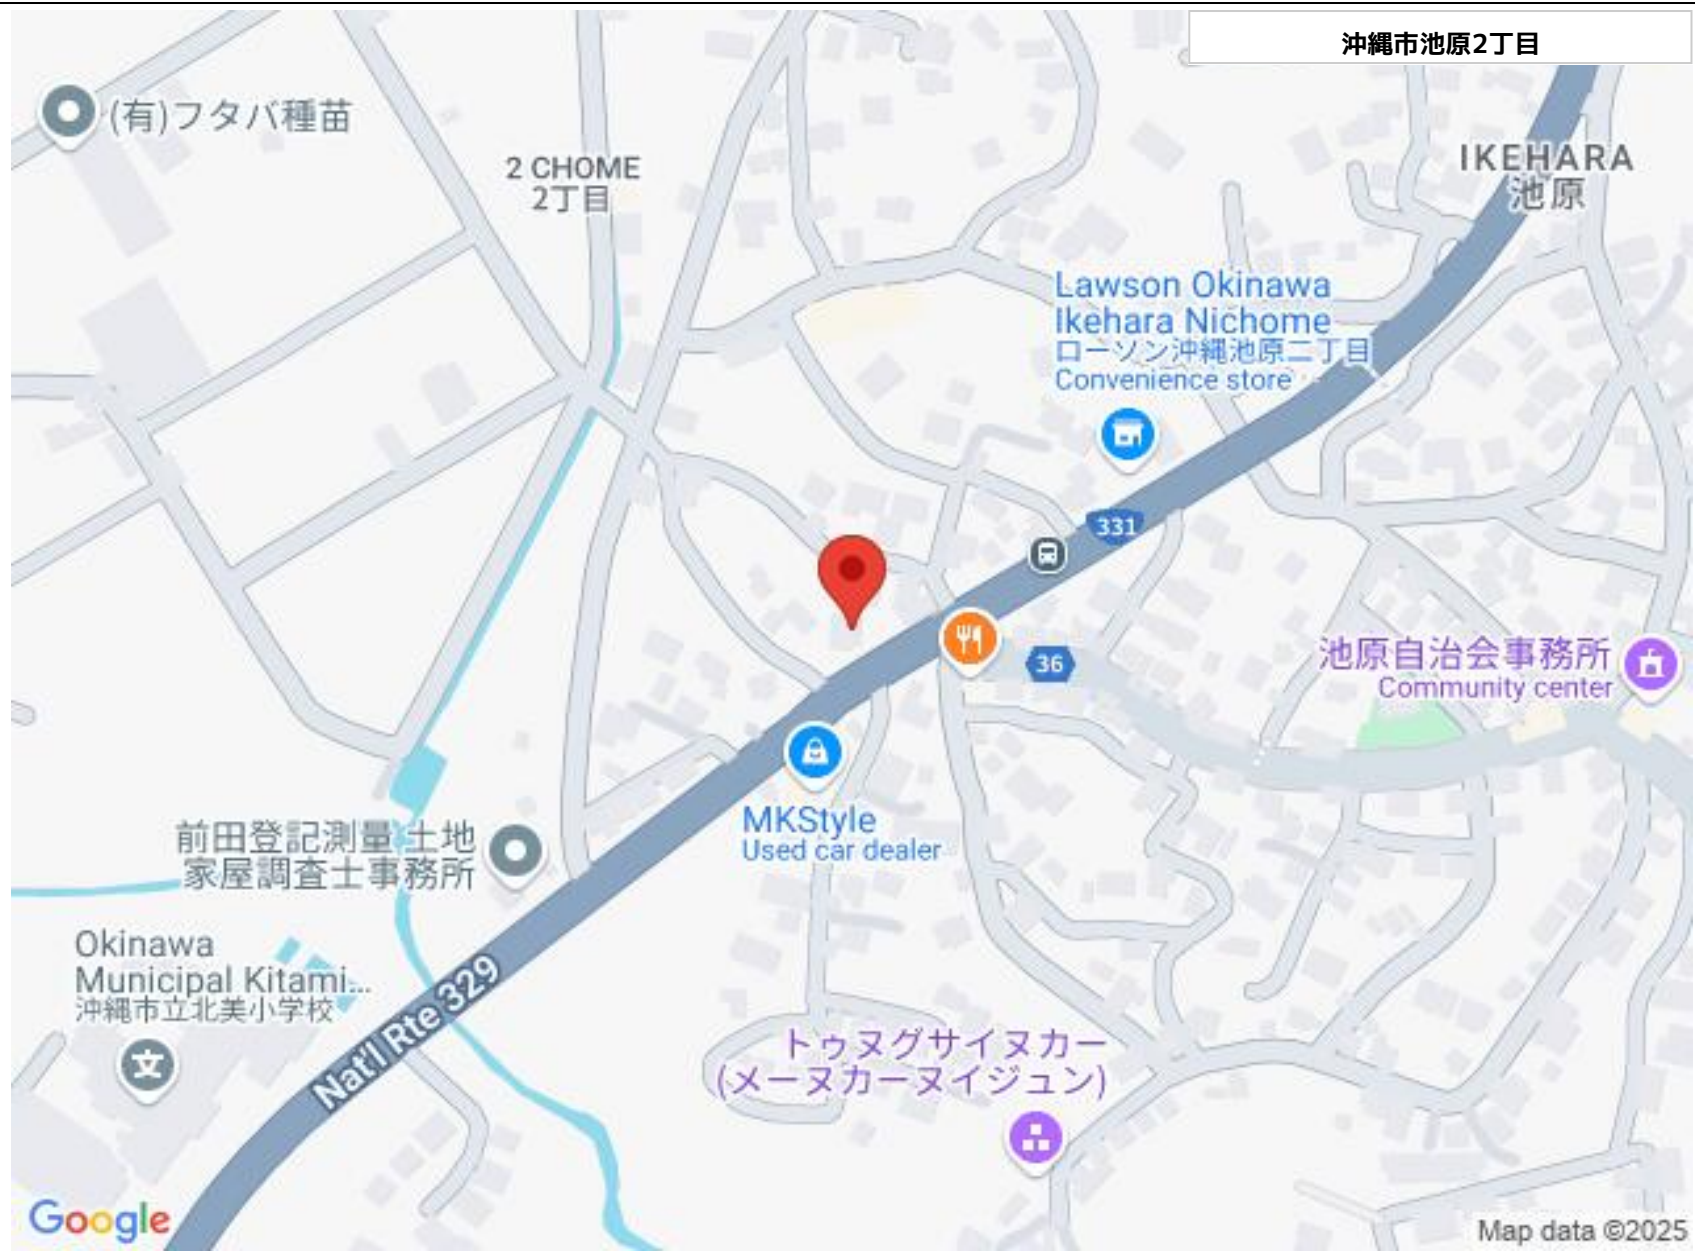 沖縄市池原2丁目
(有)フタバ種苗
2 CHOME
2丁目
IKEHARA
池原
Lawson Okinawa
Ikehara Nichome
ローソン沖縄池原二丁目
Convenience store
331
36
池原自治会事務所
Community center
MKStyle
Used car dealer
前田登記測量 土地
家屋調査士事務所
Okinawa
Municipal Kitami...
沖縄市立北美小学校
文
Nat'l Rte 329
トゥヌグサイヌカー
(メーヌカーヌイジュン)
Google
Map data ©2025